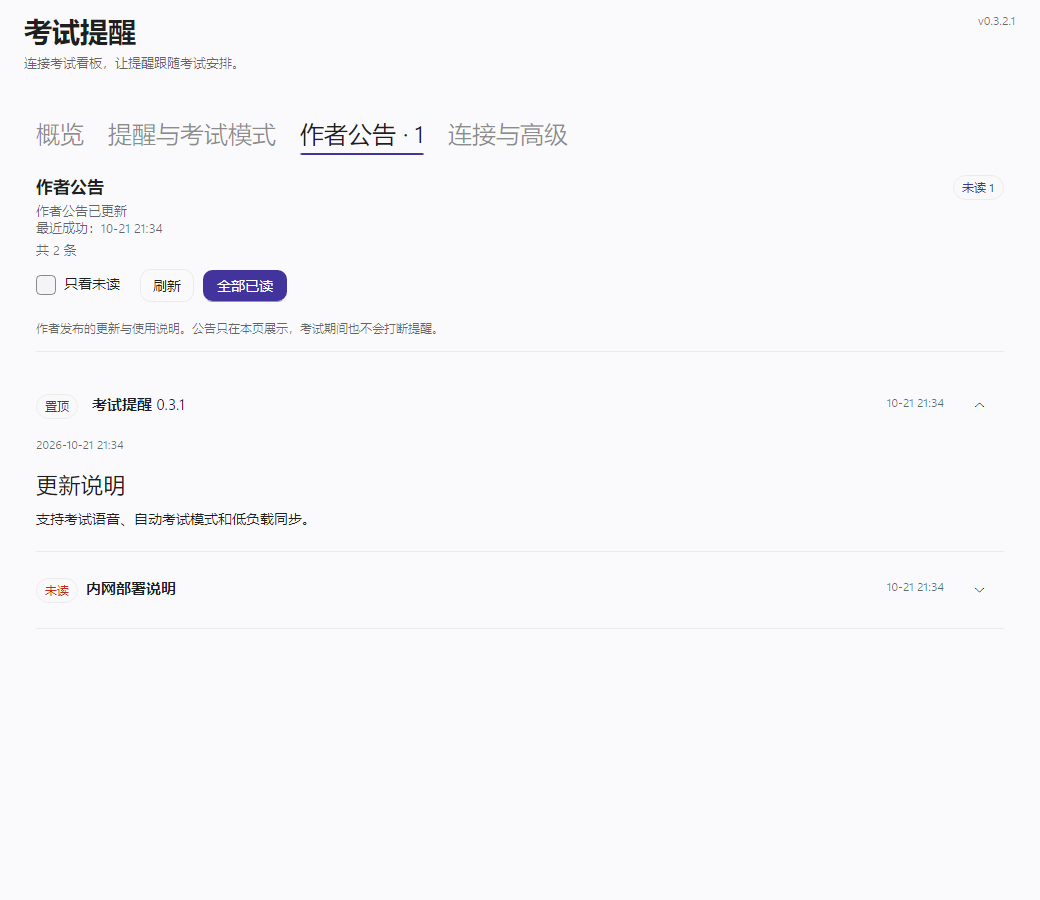 考试提醒
v0.3.2.1
连接考试看板，让提醒跟随考试安排。
概览 提醒与考试模式 作者公告 · 1 连接与高级
作者公告
未读 1
作者公告已更新
最近成功：10-21 21:34
共 2 条
只看未读 刷新 全部已读
作者发布的更新与使用说明。公告只在本页展示，考试期间也不会打断提醒。
置顶 考试提醒 0.3.1 10-21 21:34
2026-10-21 21:34
更新说明
支持考试语音、自动考试模式和低负载同步。
未读 内网部署说明 10-21 21:34